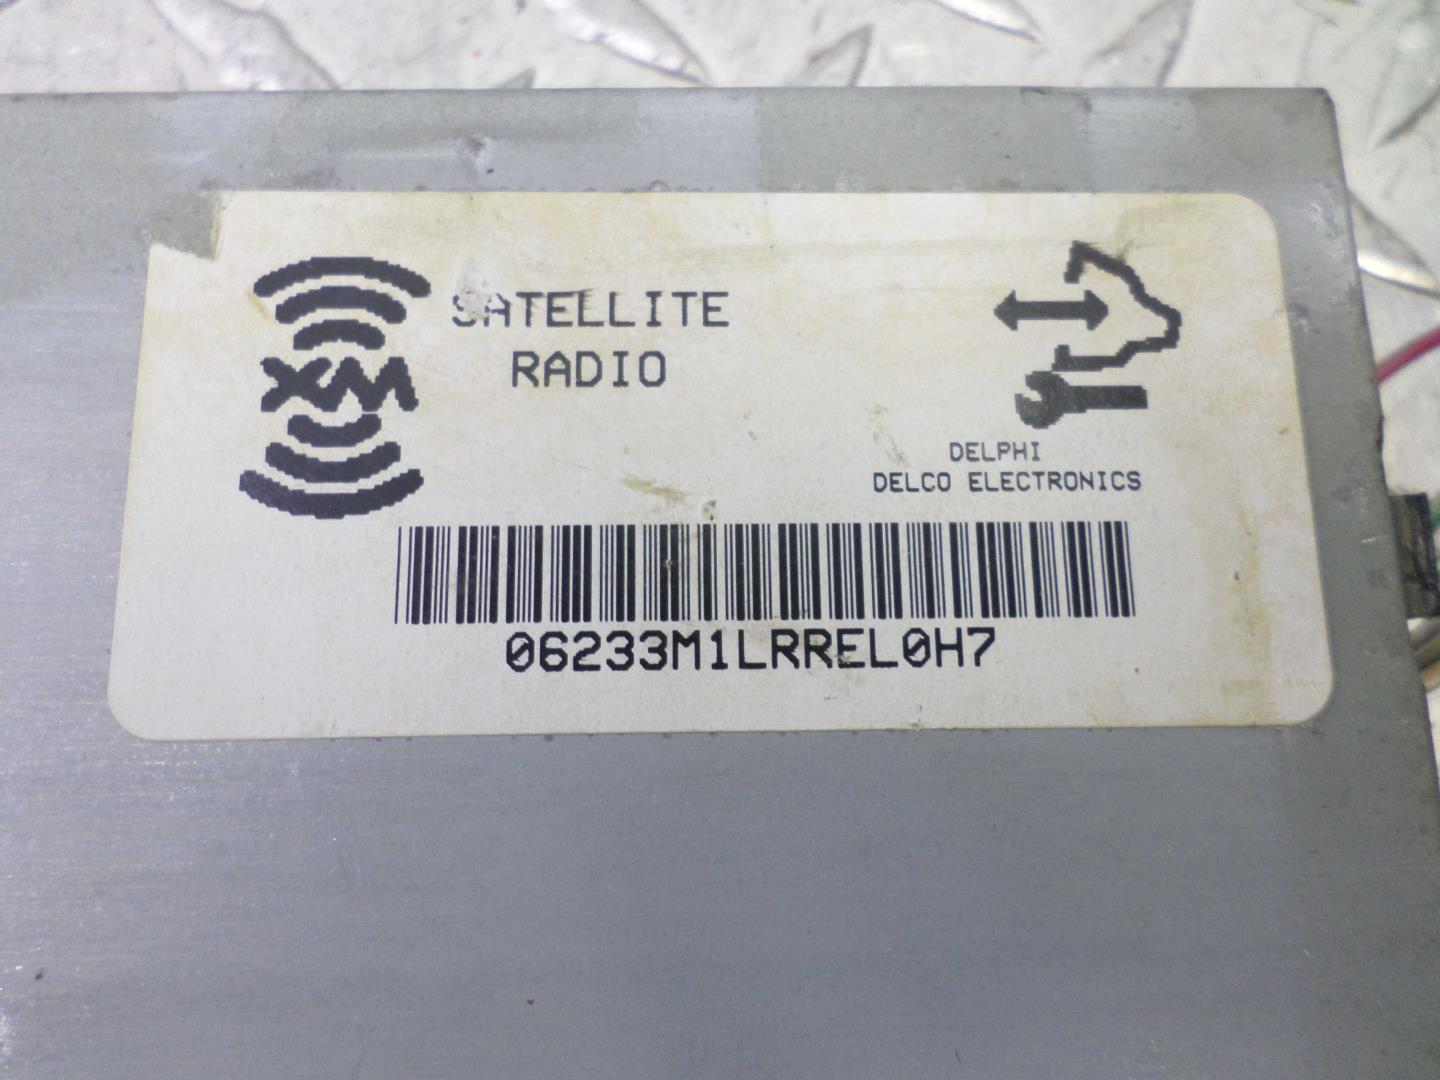 XM
SATELLITE
RADIO
DELPHI
DELCO ELECTRONICS
06233M1LRREL0H7